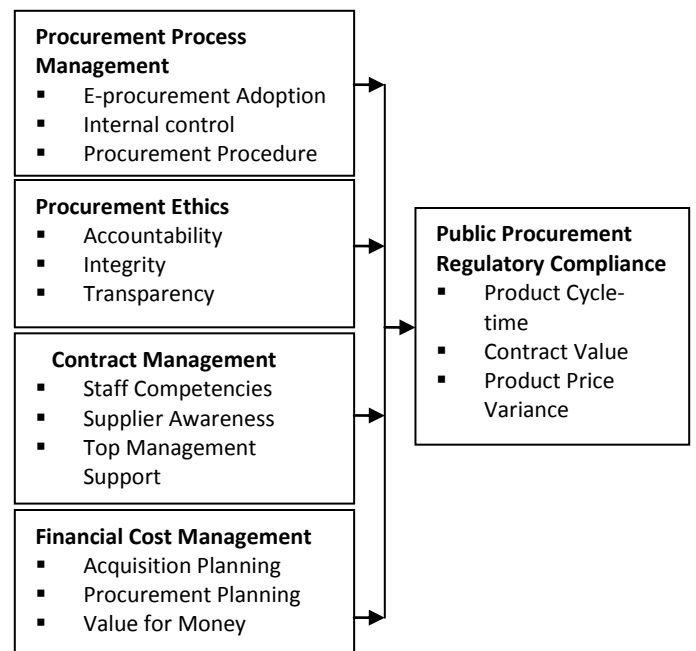 Procurement Process
Management
▪ E-procurement Adoption
▪ Internal control
▪ Procurement Procedure
Procurement Ethics
▪ Accountability
▪ Integrity
▪ Transparency
Contract Management
▪ Staff Competencies
▪ Supplier Awareness
▪ Top Management
Support
Financial Cost Management
▪ Acquisition Planning
▪ Procurement Planning
▪ Value for Money
Public Procurement
Regulatory Compliance
▪ Product Cycle-
time
▪ Contract Value
▪ Product Price
Variance